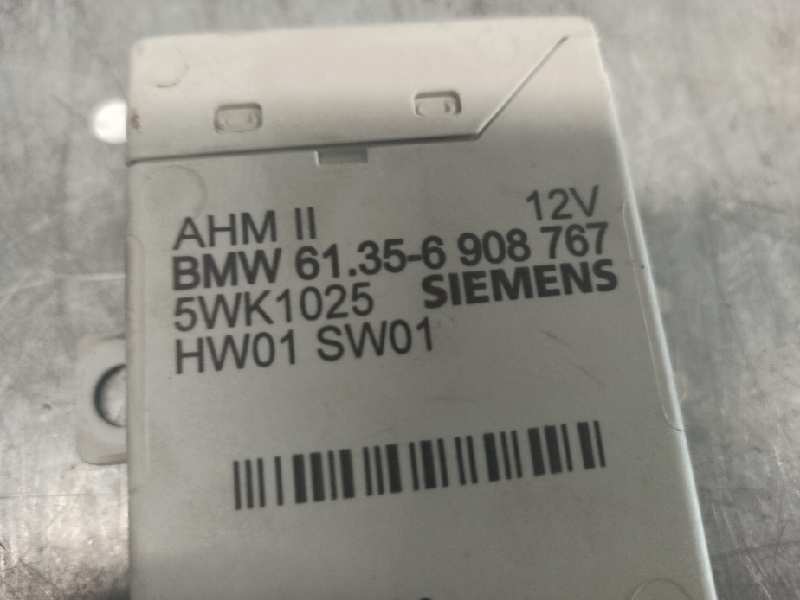 AHM II 12V
BMW 61.35-6 908 767
5WK1025 SIEMENS
HW01 SW01